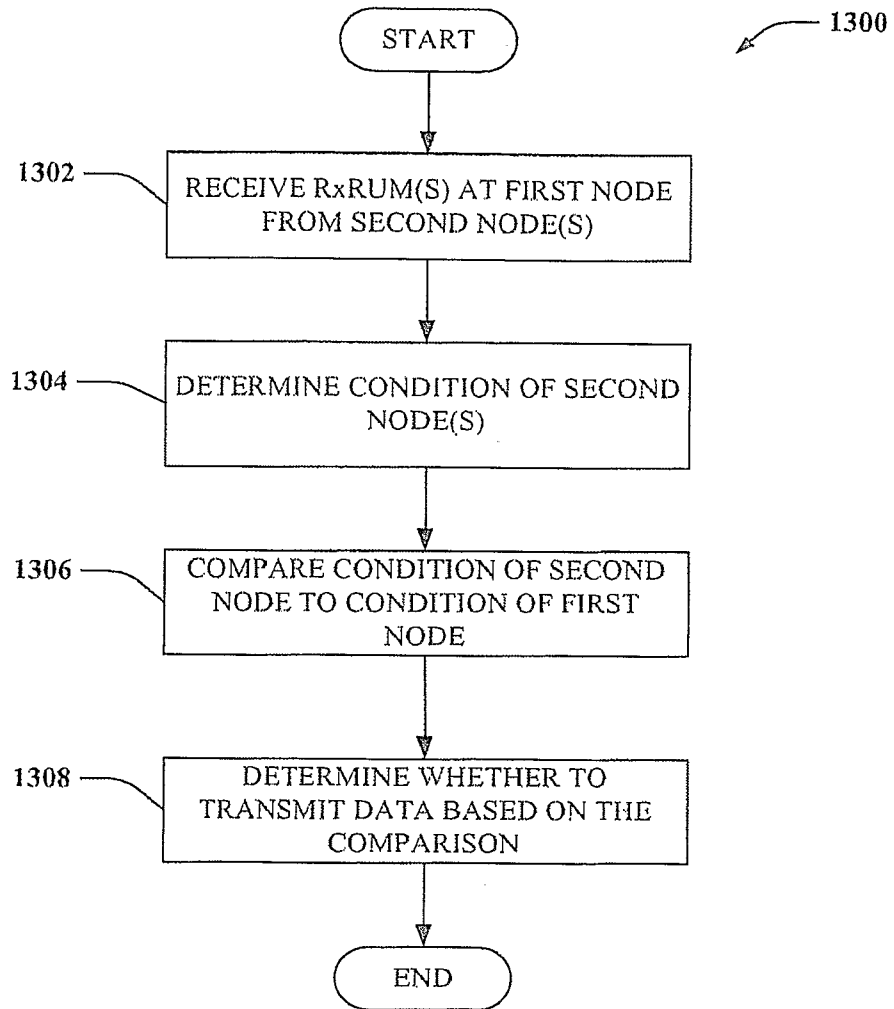 START
1300
1302
RECEIVE RxRUM(S) AT FIRST NODE
FROM SECOND NODE(S)
1304
DETERMINE CONDITION OF SECOND
NODE(S)
1306
COMPARE CONDITION OF SECOND
NODE TO CONDITION OF FIRST
NODE
1308
DETERMINE WHETHER TO
TRANSMIT DATA BASED ON THE
COMPARISON
END